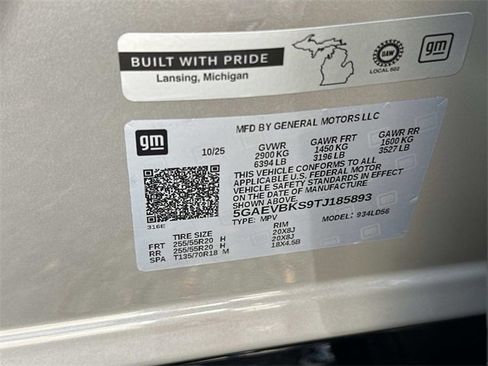 BUILT WITH PRIDE
Lansing, Michigan
UAW
LOCAL 602
gm
gm
MFD BY GENERAL MOTORS LLC
10/25
GVWR GAWR FRT GAWR RR
2900 KG 1450 KG 1600 KG
6394 LB 3196 LB 3527 LB
THIS VEHICLE CONFORMS TO ALL
APPLICABLE U.S. FEDERAL MOTOR
VEHICLE SAFETY STANDARDS IN EFFECT
ON THE DATE OF MANUFACTURE SHOWN ABOVE.
5GAEVBKS9TJ185893
TYPE: MPV MODEL: 934LD56
316E
TIRE SIZE RIM
FRT 255/55R20 H 20X8J
RR 255/55R20 H 20X8J
SPA T135/70R18 M 18X4.5B